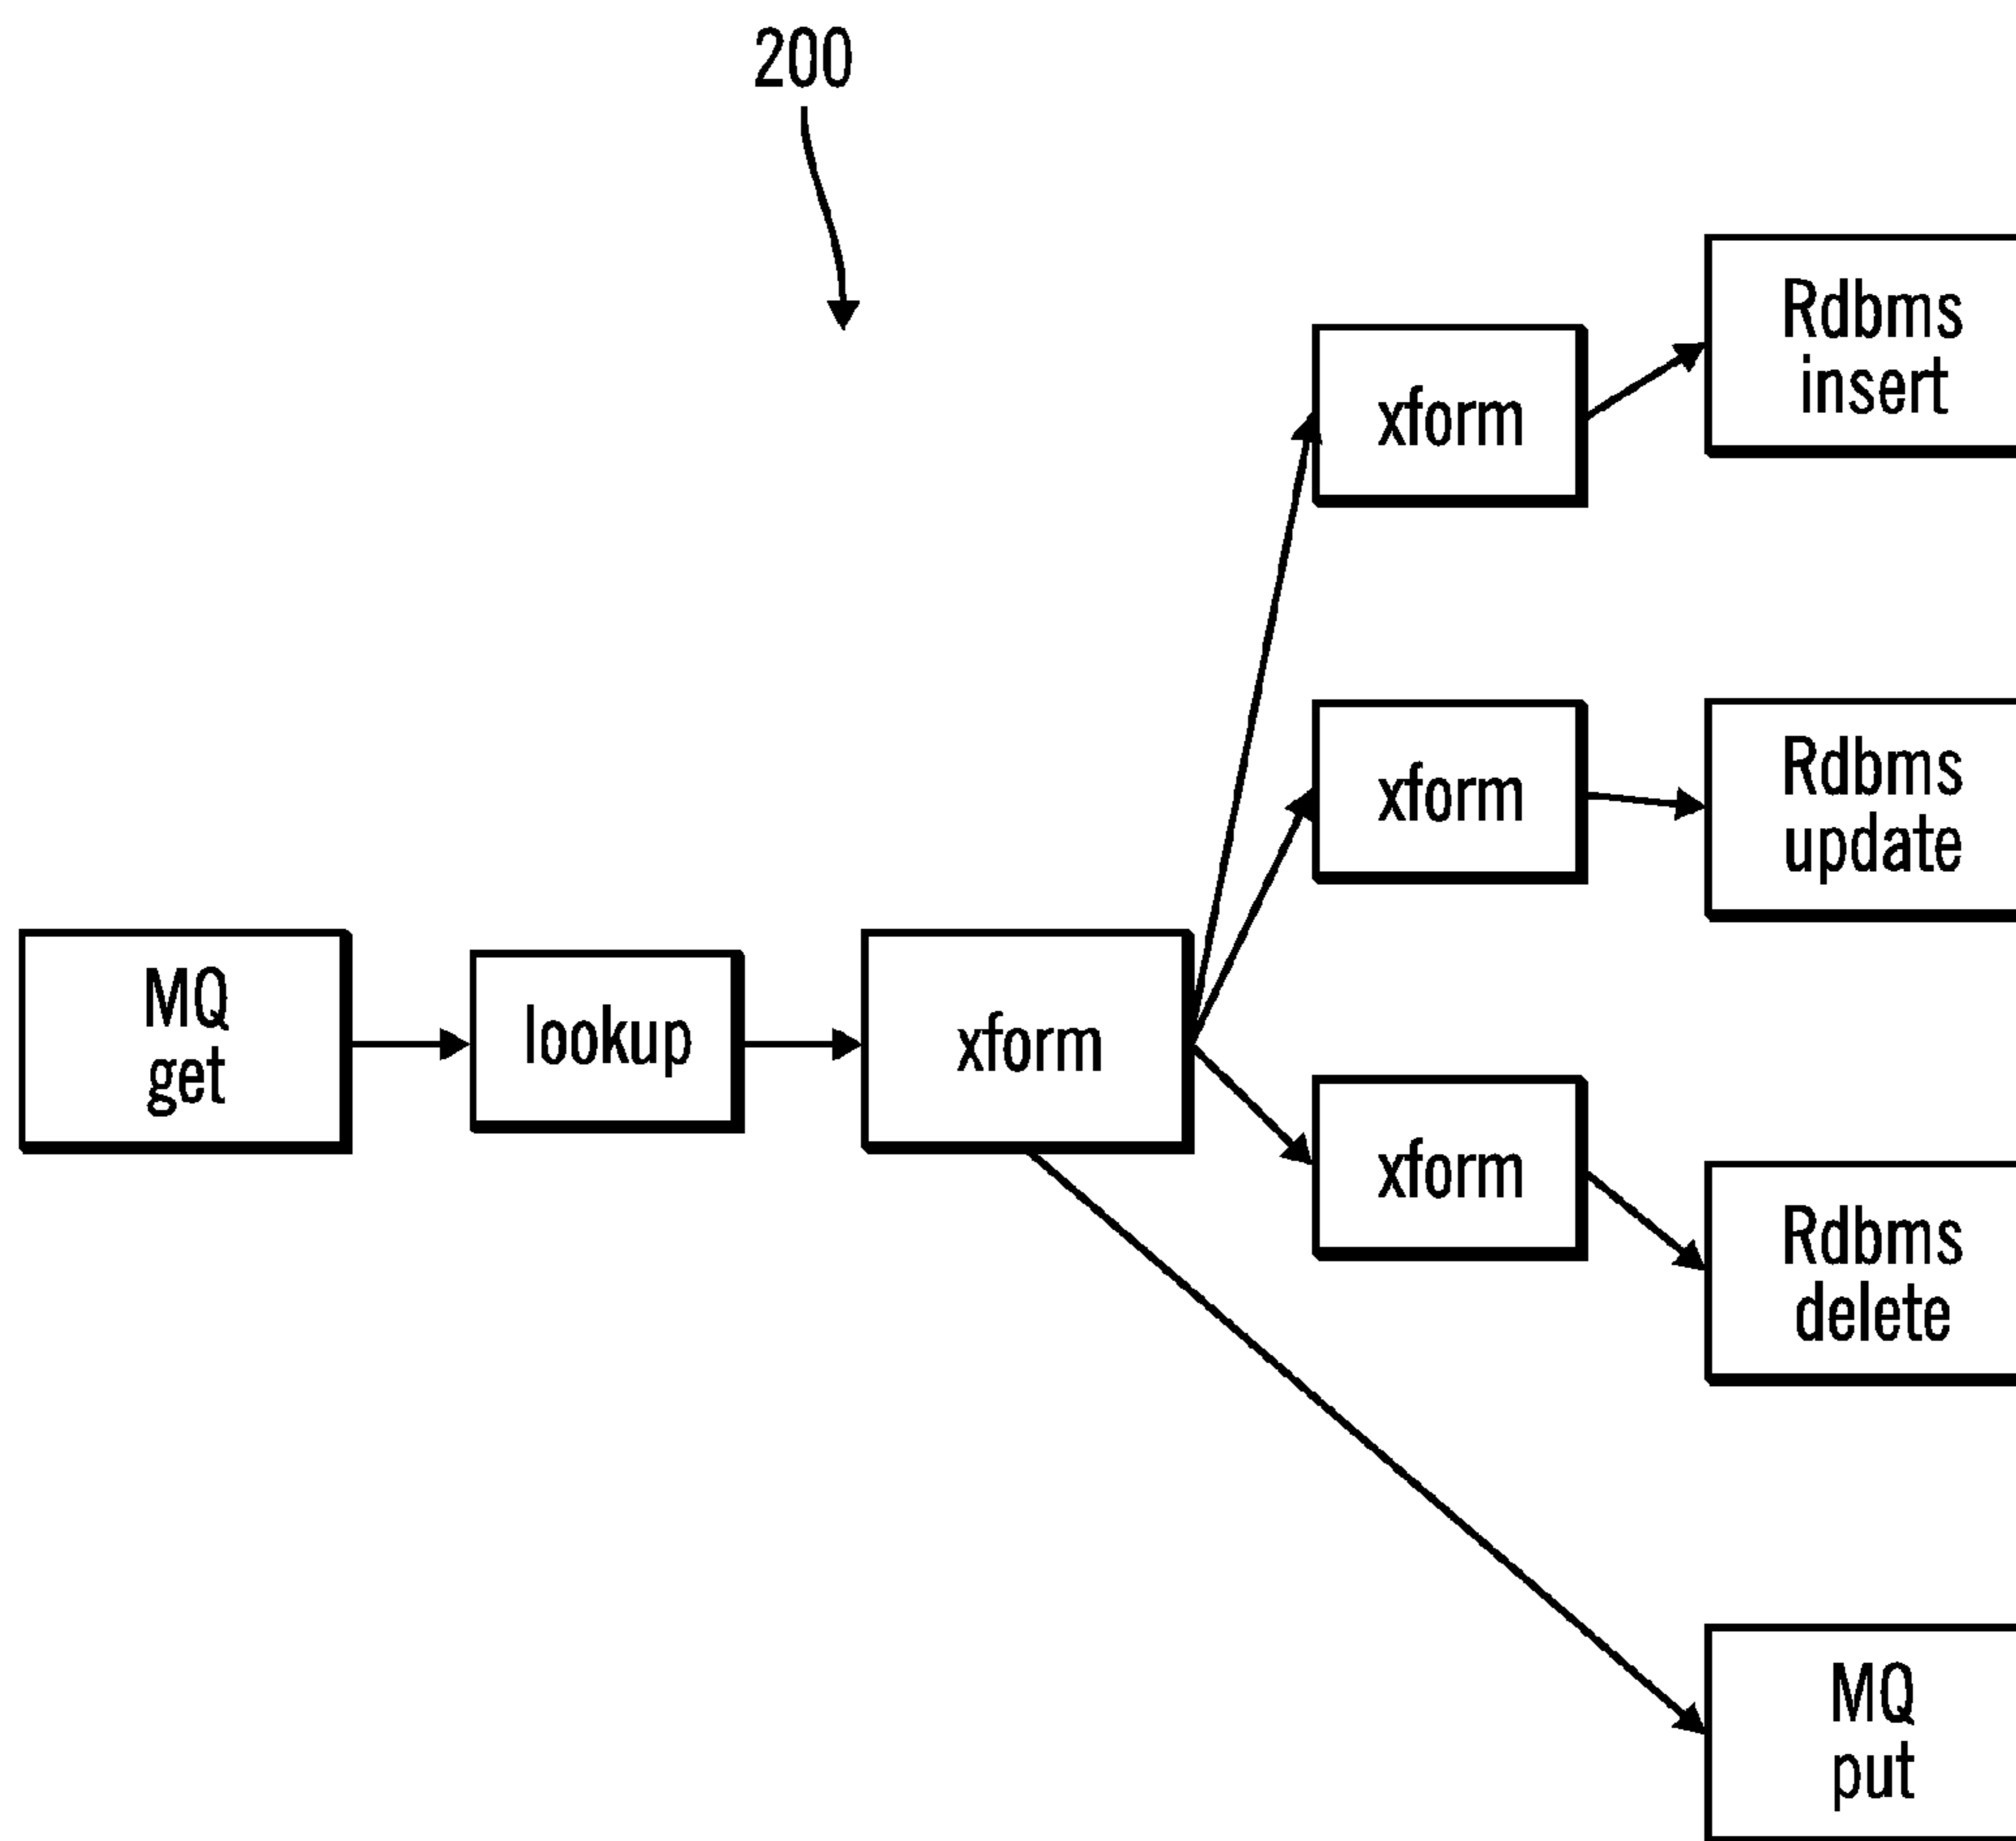 200
xform
Rdbms
insert
xform
Rdbms
update
MQ
get
lookup
xform
xform
Rdbms
delete
MQ
put